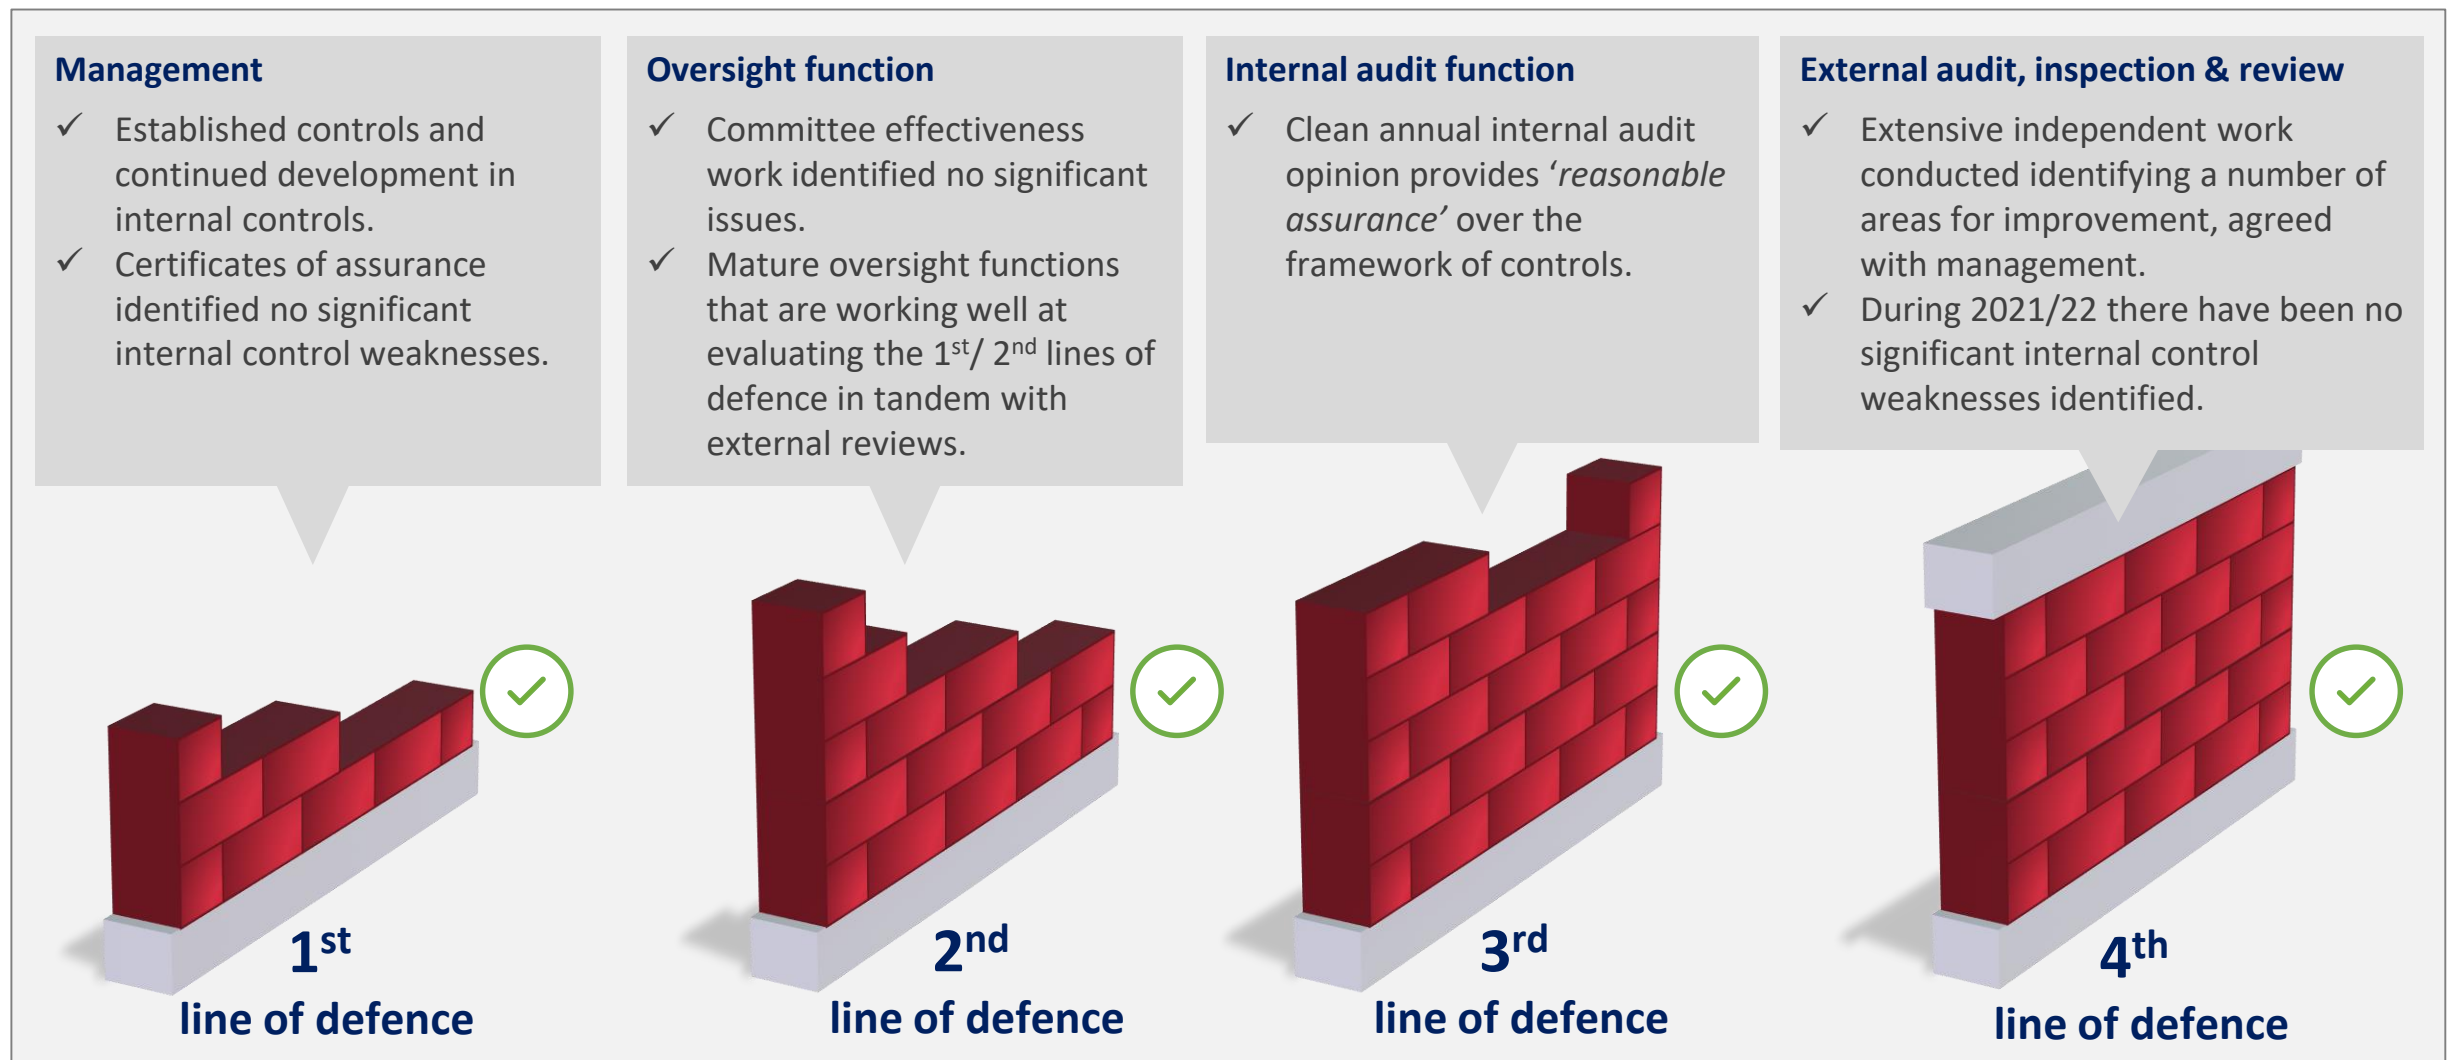 Management
✓ Established controls and
continued development in
internal controls.
✓ Certificates of assurance
identified no significant
internal control weaknesses.
Oversight function
✓ Committee effectiveness
work identified no significant
issues.
✓ Mature oversight functions
that are working well at
evaluating the 1st/ 2nd lines of
defence in tandem with
external reviews.
Internal audit function
✓ Clean annual internal audit
opinion provides ‘reasonable
assurance’ over the
framework of controls.
External audit, inspection & review
✓ Extensive independent work
conducted identifying a number of
areas for improvement, agreed
with management.
✓ During 2021/22 there have been no
significant internal control
weaknesses identified.
1st
line of defence
2nd
line of defence
3rd
line of defence
4th
line of defence